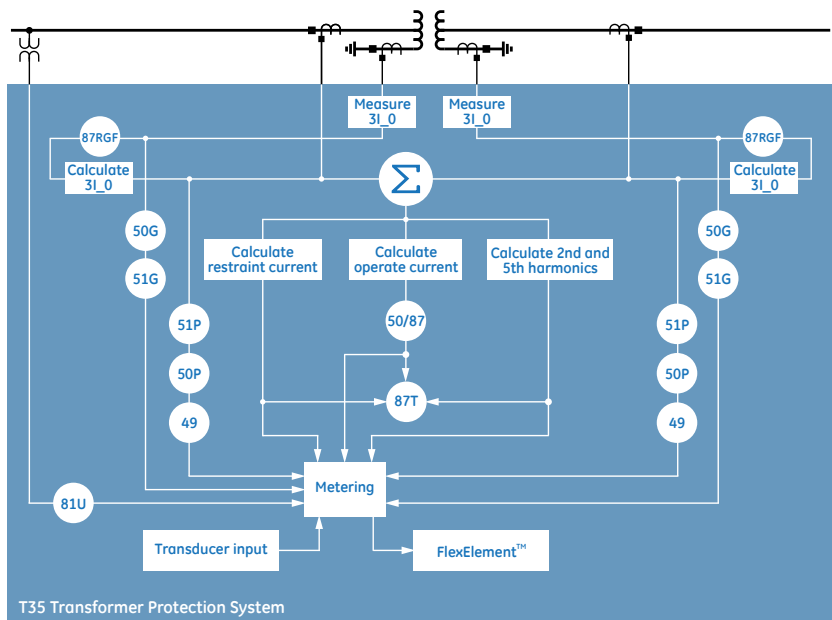 Measure
3I_0
Measure
3I_0
87RGF
87RGF
Calculate
3I_0
Σ
Calculate
3I_0
50G
50G
Calculate
restraint current
Calculate
operate current
Calculate 2nd and
5th harmonics
51G
51G
51P
50/87
51P
50P
50P
87T
49
49
Metering
81U
Transducer input
FlexElement™
T35 Transformer Protection System